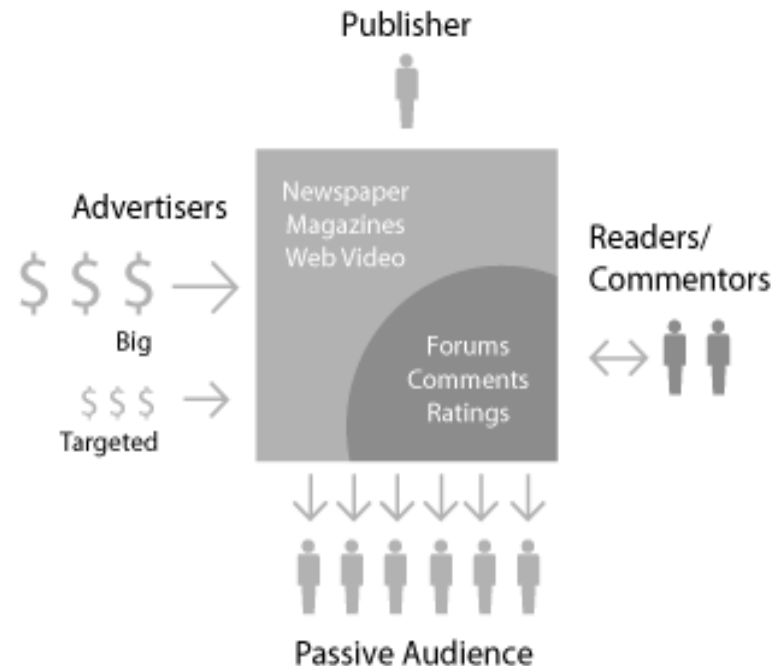 Publisher
Advertisers
$ $ $
Big
$ $ $
Targeted
Newspaper
Magazines
Web Video
Forums
Comments
Ratings
Readers/
Commentors
Passive Audience